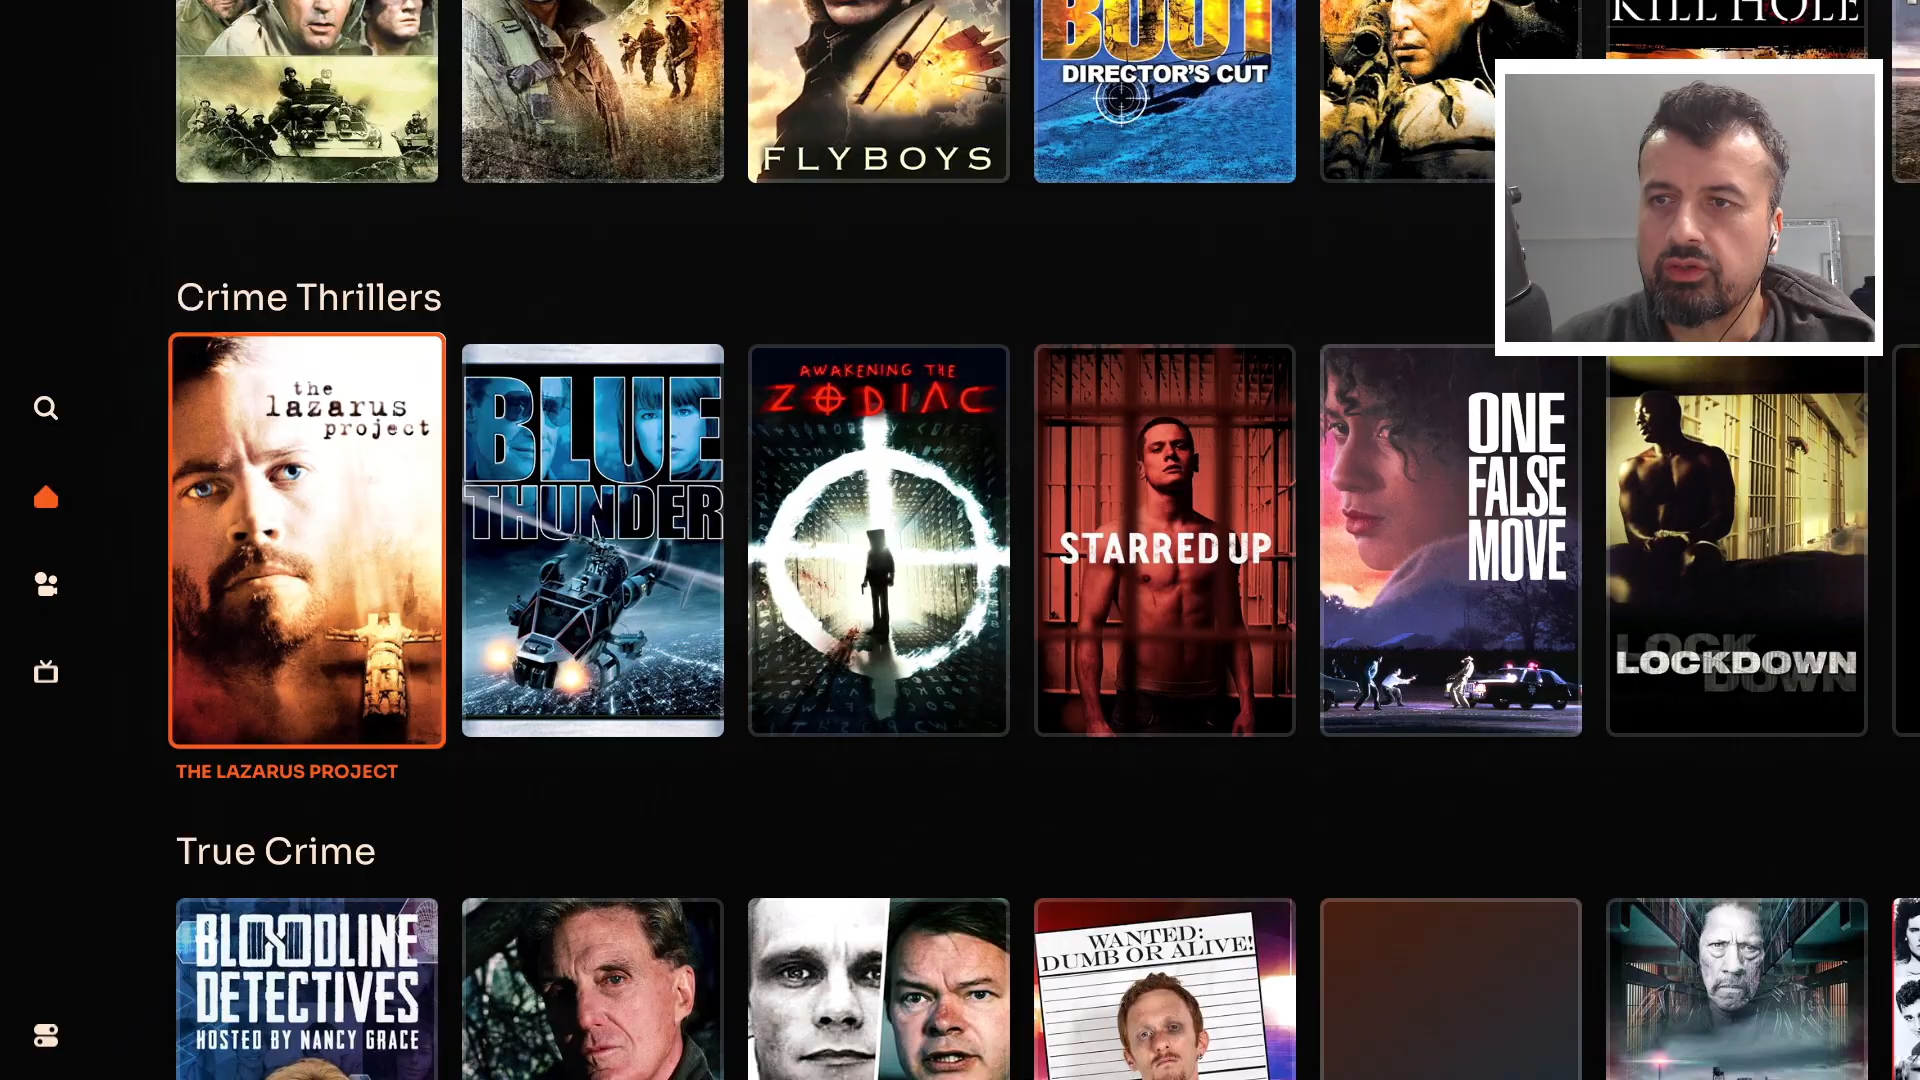 KILL HOLE
BOOT
DIRECTOR'S CUT
FLYBOYS
Crime Thrillers
the
lazarus
project
BLUE
THUNDER
AWAKENING THE
ZODIAC
STARRED UP
ONE
FALSE
MOVE
LOCKDOWN
THE LAZARUS PROJECT
True Crime
BLOODLINE
DETECTIVES
HOSTED BY NANCY GRACE
WANTED:
DUMB OR ALIVE!